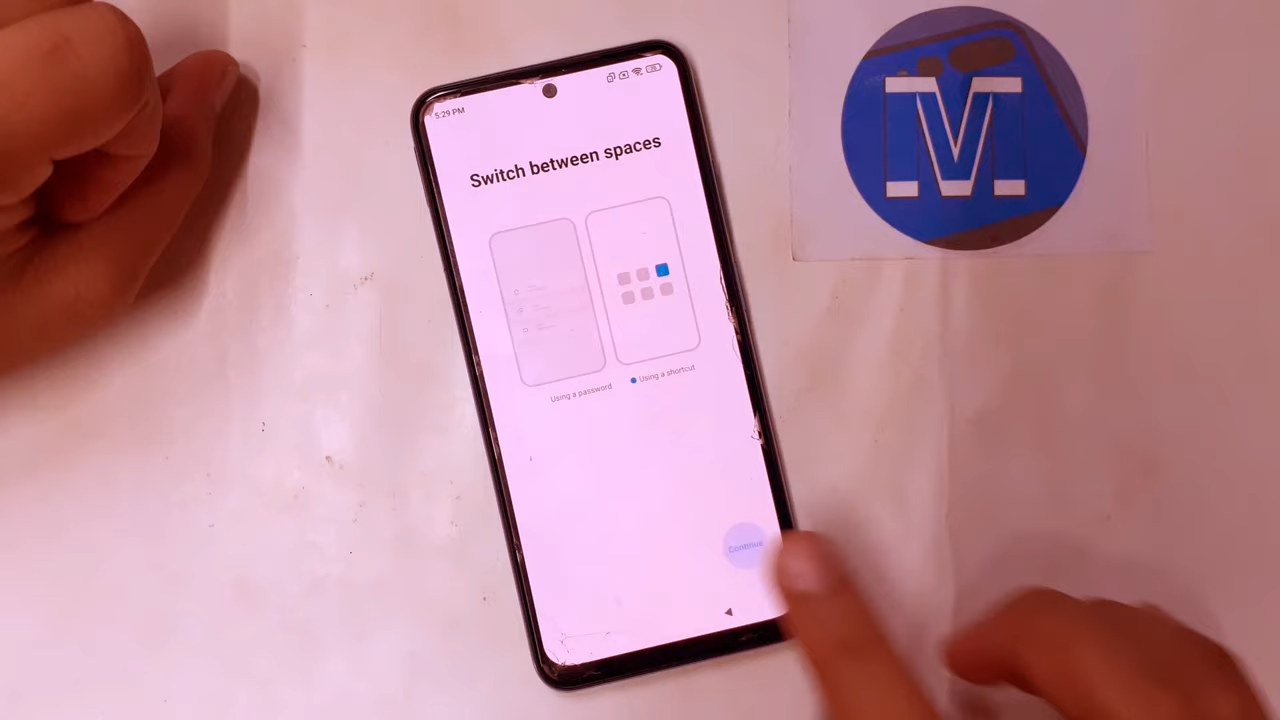 5:29 PM
Switch between spaces
Using a password
Using a shortcut
Continue
M